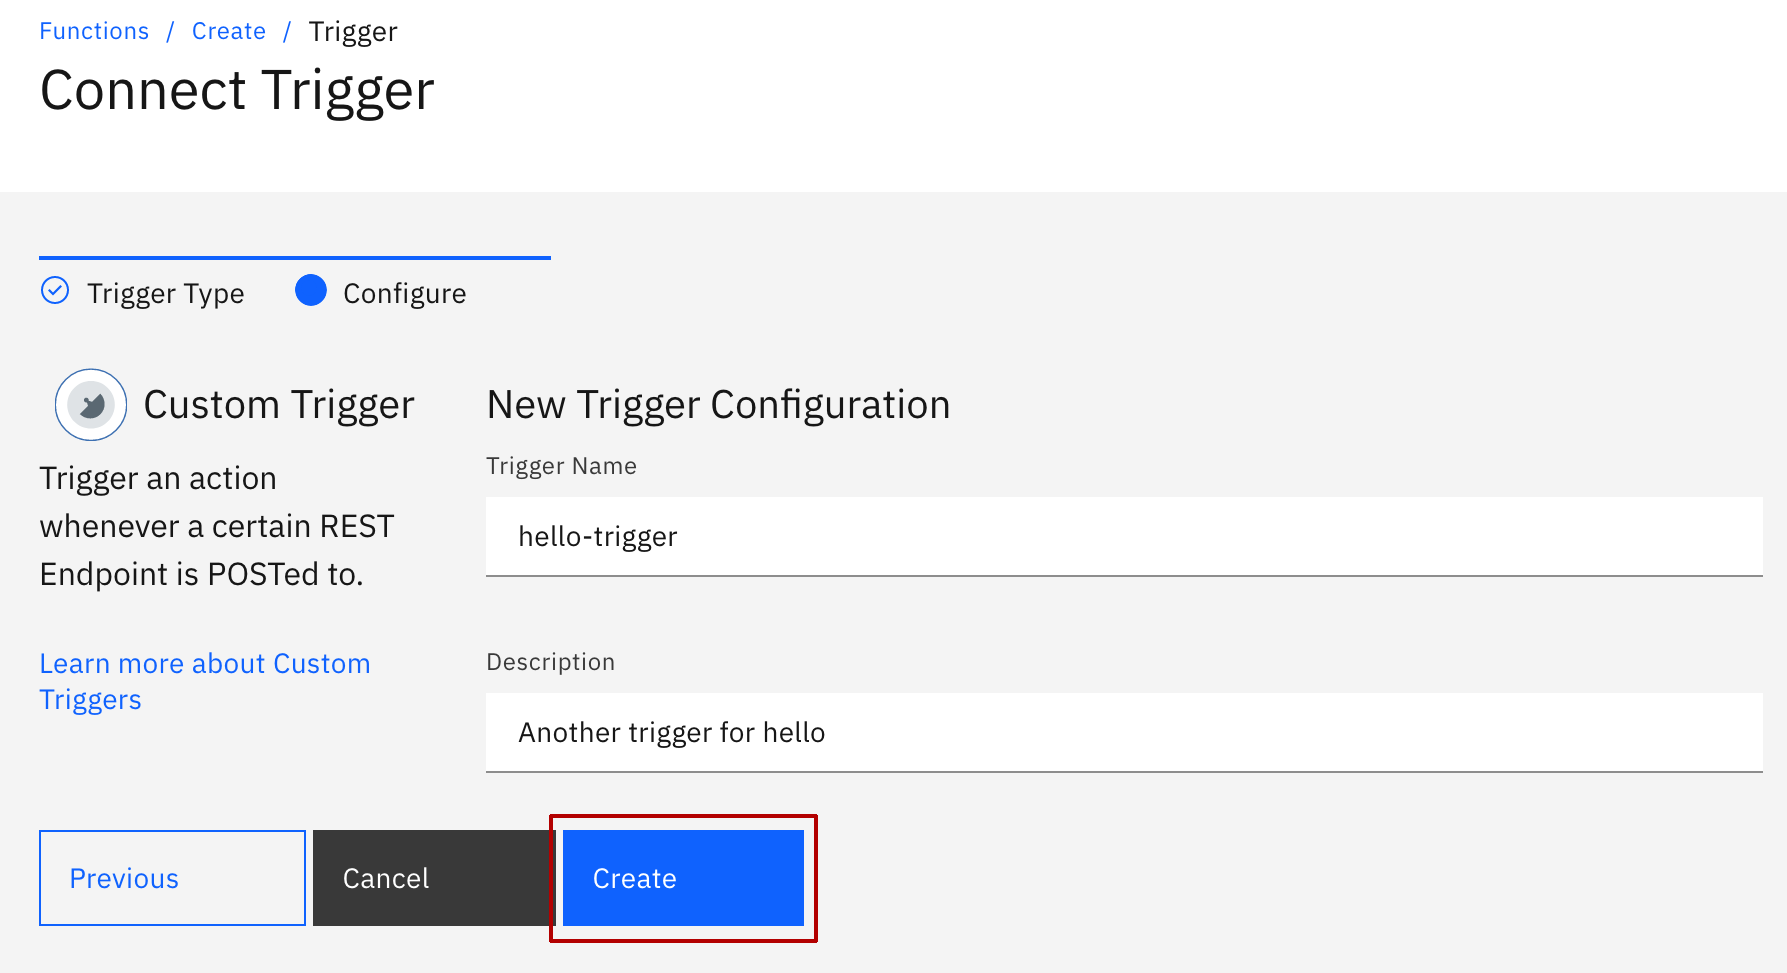 Functions / Create / Trigger
Connect Trigger
Trigger Type
Configure
Custom Trigger
Trigger an action
whenever a certain REST
Endpoint is POSTed to.
Learn more about Custom
Triggers
New Trigger Configuration
Trigger Name
hello-trigger
Description
Another trigger for hello
Previous
Cancel
Create